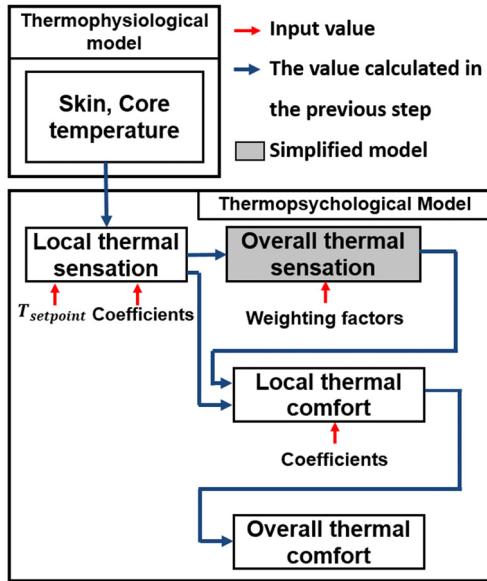 Thermophysiological
model
Skin, Core
temperature
Input value
The value calculated in
the previous step
Simplified model
Thermopsychological Model
Local thermal
sensation
Overall thermal
sensation
T_setpoint Coefficients
Weighting factors
Local thermal
comfort
Coefficients
Overall thermal
comfort